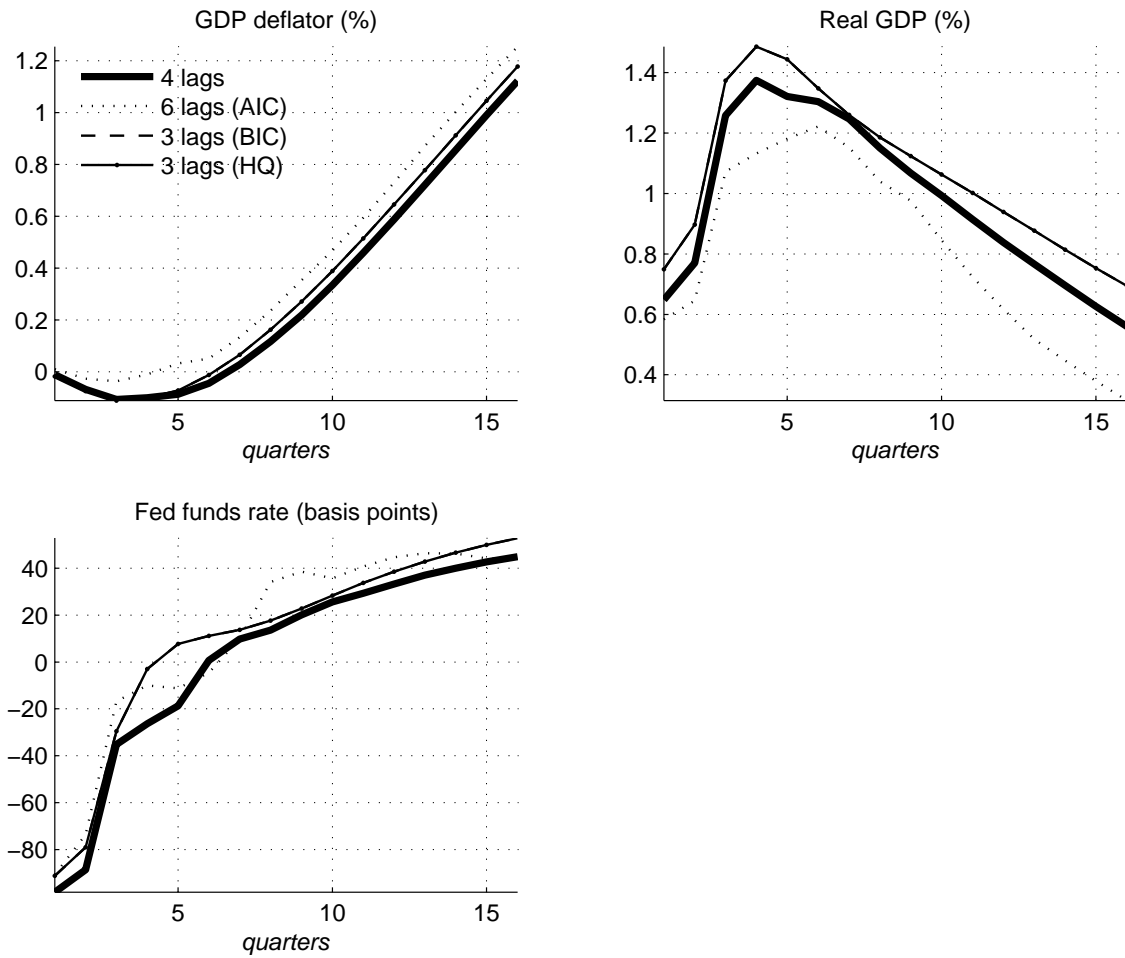 GDP deflator (%)
1.2
1
0.8
0.6
0.4
0.2
0
5
10
15
quarters
4 lags
6 lags (AIC)
3 lags (BIC)
3 lags (HQ)
Real GDP (%)
1.4
1.2
1
0.8
0.6
0.4
5
10
15
quarters
Fed funds rate (basis points)
40
20
0
−20
−40
−60
−80
5
10
15
quarters